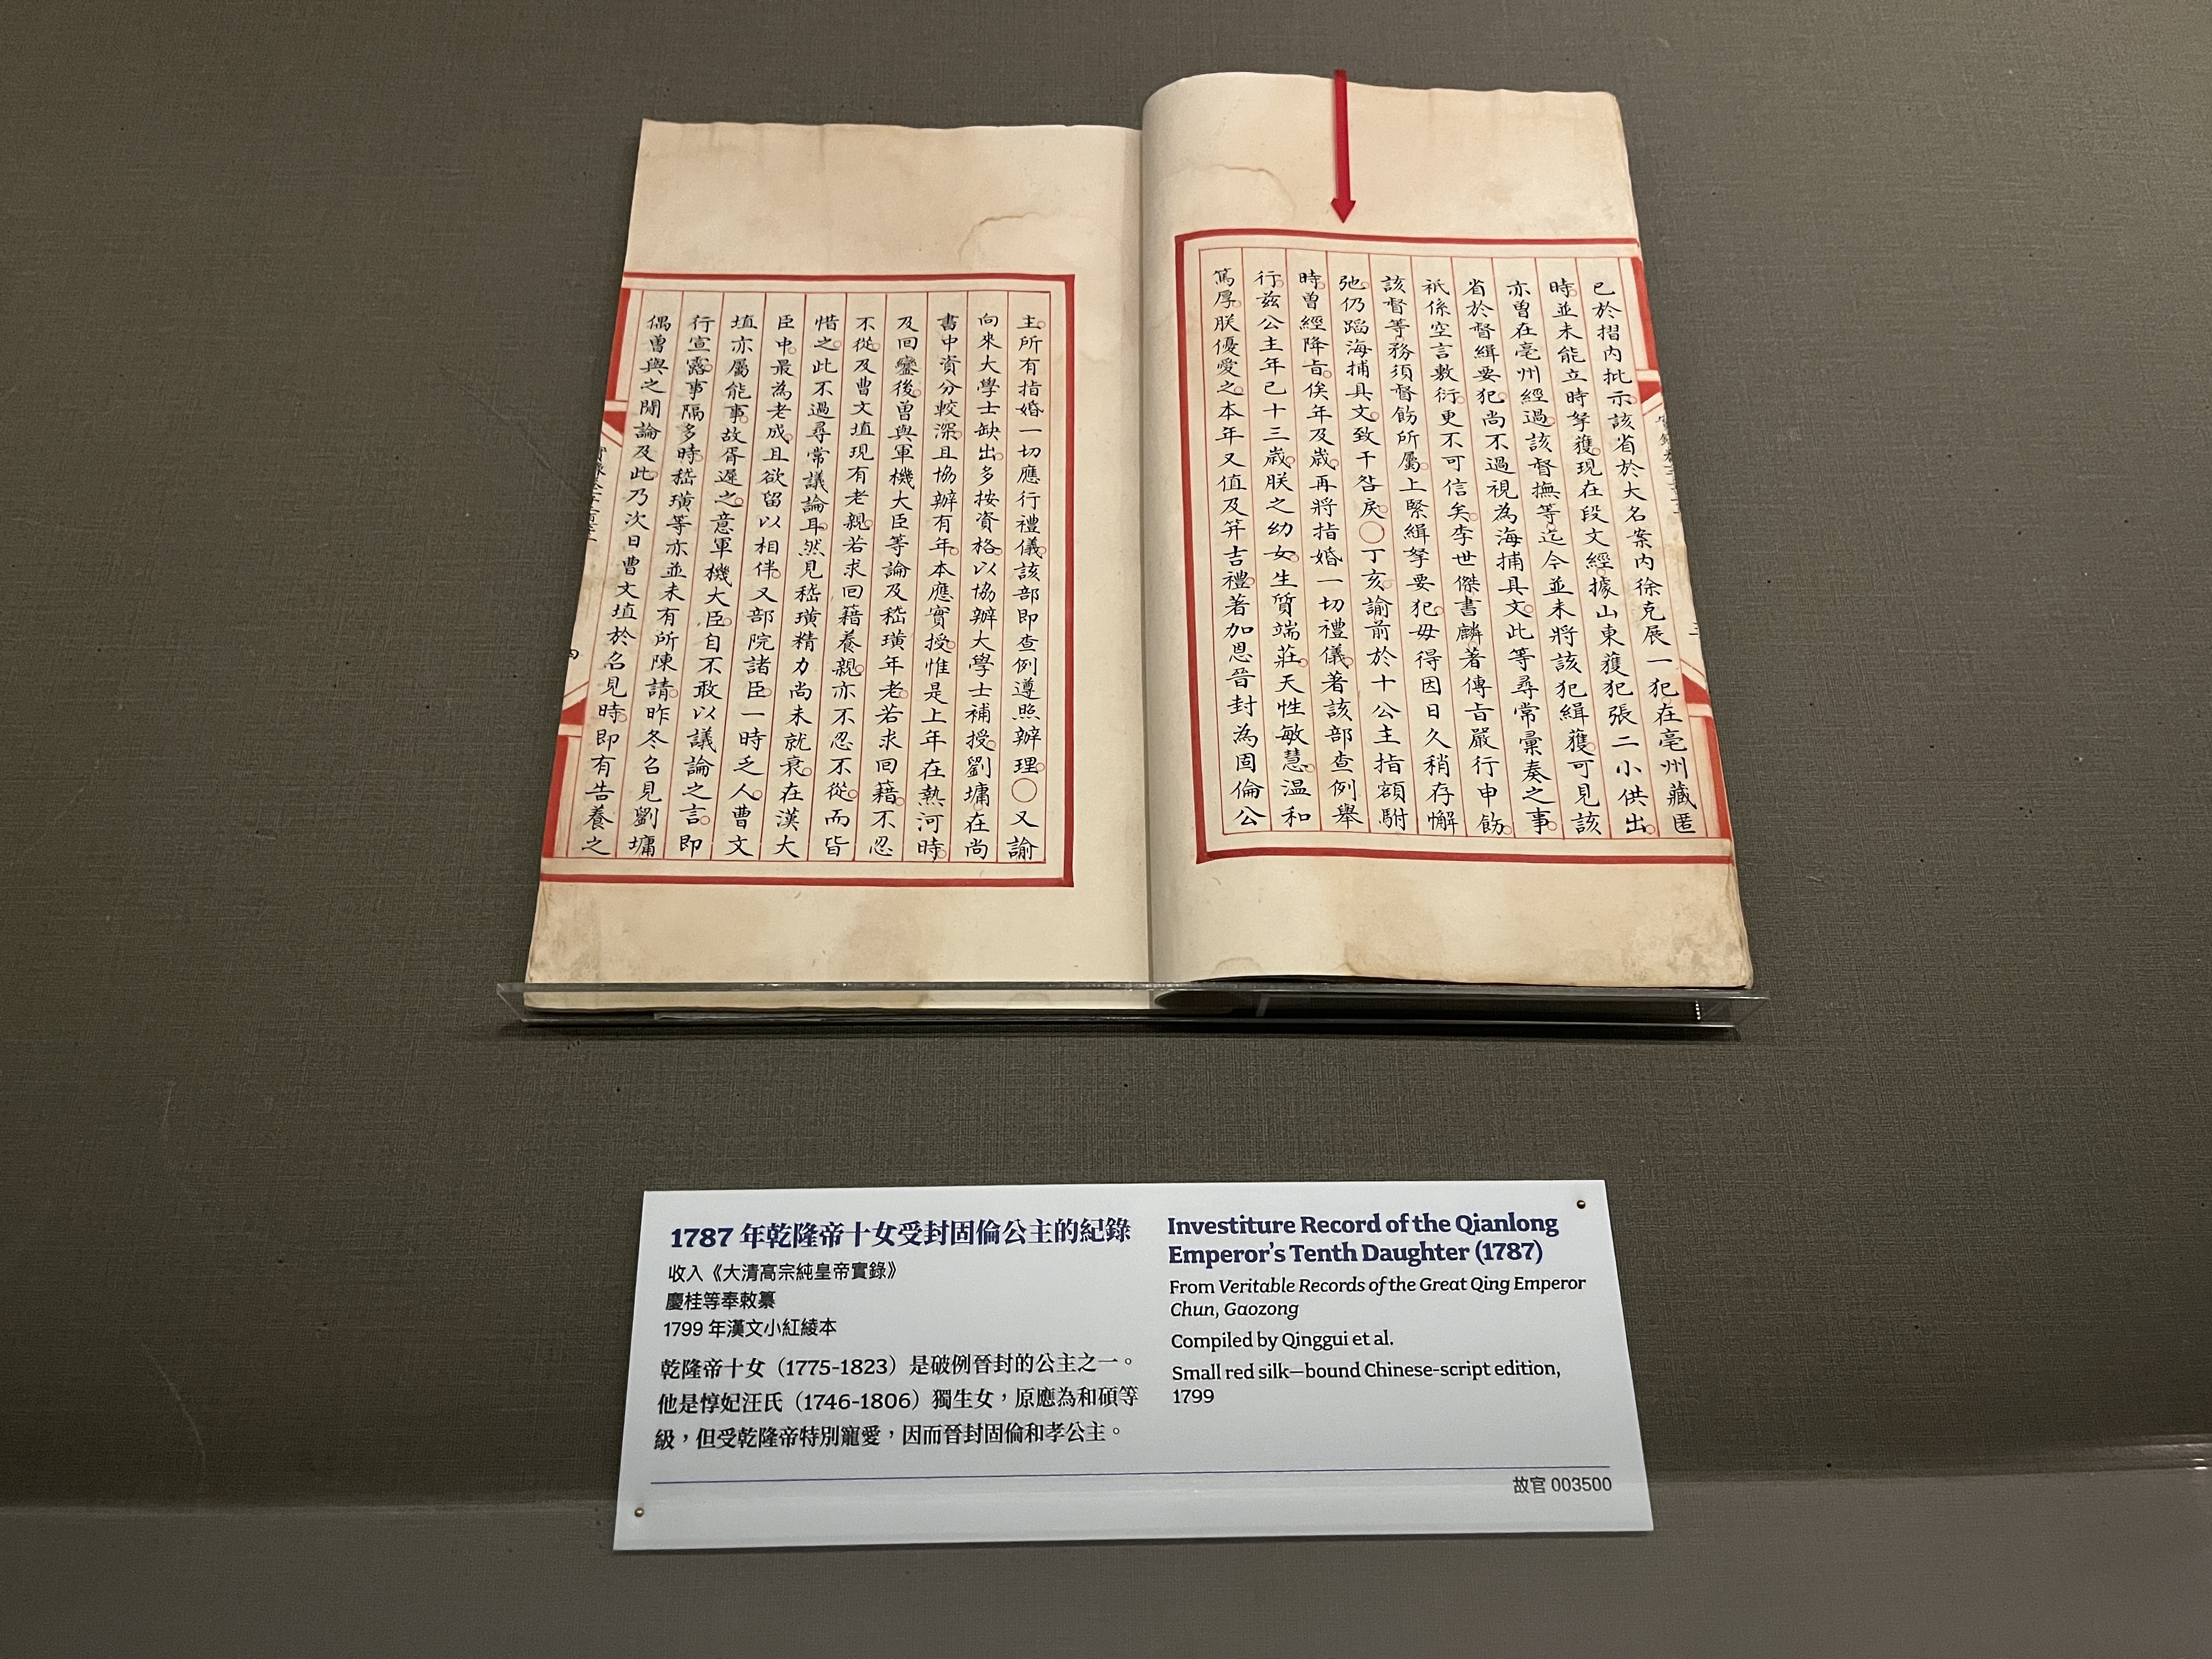 已於摺内批示該省於大名案内徐克展一犯在亳州藏匿
時並未能立時拏獲現在段文經據山東獲犯張二小供出
亦曾在亳州經過該督撫等迄今並未將該犯緝獲可見該
省於督緝要犯尚不過視為海捕具文此等尋常彙奏之事
祇係空言敷衍更不可信矣李世傑書麟著傳㫖嚴行申飭
該督等務須督飭所屬上緊緝拏要犯毋得因日久稍存懈
弛仍蹈海捕具文致干咎戾〇丁亥諭前於十公主指額駙
時曾經降㫖俟年及歲再將指婚一切禮儀著該部查例舉
行兹公主年已十三歲朕之幼女生質端莊天性敏慧温和
篤厚朕優愛之本年又值及笄吉禮著加恩晉封為固倫公
主所有指婚一切應行禮儀該部即查例遵照辦理〇又諭
向來大學士缺出多按資格以協辦大學士補授劉墉在尚
書中資分較深且協辦有年本應實授惟是上年在熱河時
及回鑾後曾與軍機大臣等論及嵇璜年老若求回籍不忍
不從及曹文埴現有老親若求回籍養親亦不忍不從而皆
惜之此不過尋常議論耳然見嵇璜精力尚未就衰在漢大
臣中最為老成且欲留以相伴又部院諸臣一時乏人曹文
埴亦屬能事故胥遲之意軍機大臣自不敢以議論之言即
行宣露事隔多時嵇璜等亦並未有所陳請昨冬召見劉墉
偶曾與之閒論及此乃次日曹文埴於召見時即有告養之
1787 年乾隆帝十女受封固倫公主的紀錄
收入《大清高宗純皇帝實錄》
慶桂等奉敕纂
1799 年漢文小紅綾本
乾隆帝十女（1775-1823）是破例晉封的公主之一。
他是惇妃汪氏（1746-1806）獨生女，原應為和碩等
級，但受乾隆帝特別寵愛，因而晉封固倫和孝公主。
Investiture Record of the Qianlong
Emperor's Tenth Daughter (1787)
From Veritable Records of the Great Qing Emperor
Chun, Gaozong
Compiled by Qinggui et al.
Small red silk—bound Chinese-script edition,
1799
故官 003500